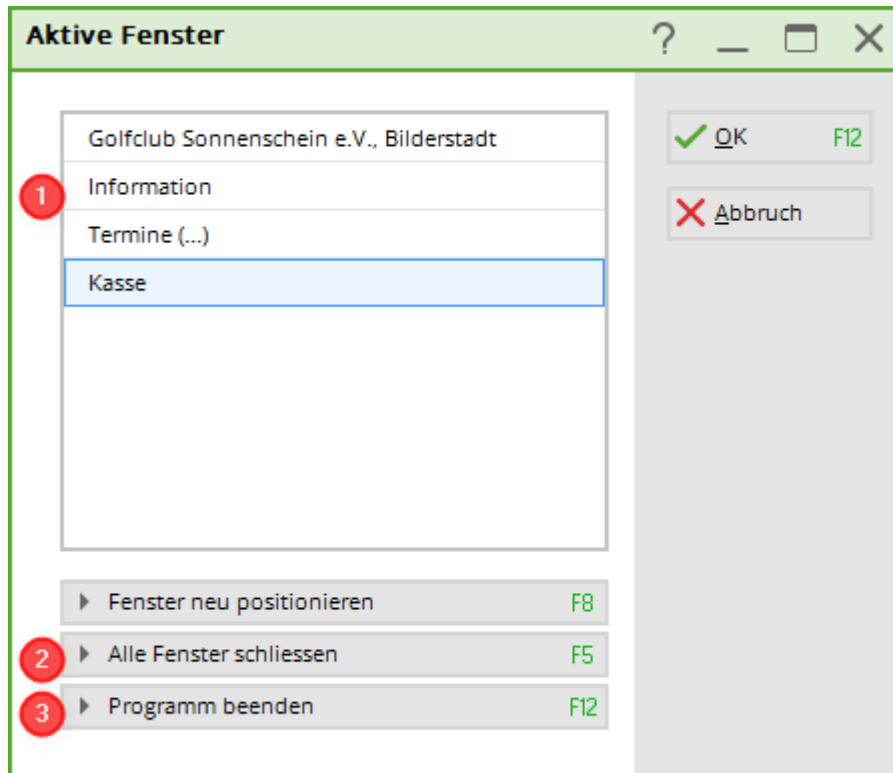 Aktive Fenster
Golfclub Sonnenschein e.V., Bilderstadt
Information
1
Termine (...)
Kasse
OK F12
Abbruch
Fenster neu positionieren F8
2 Alle Fenster schliessen F5
3 Programm beenden F12